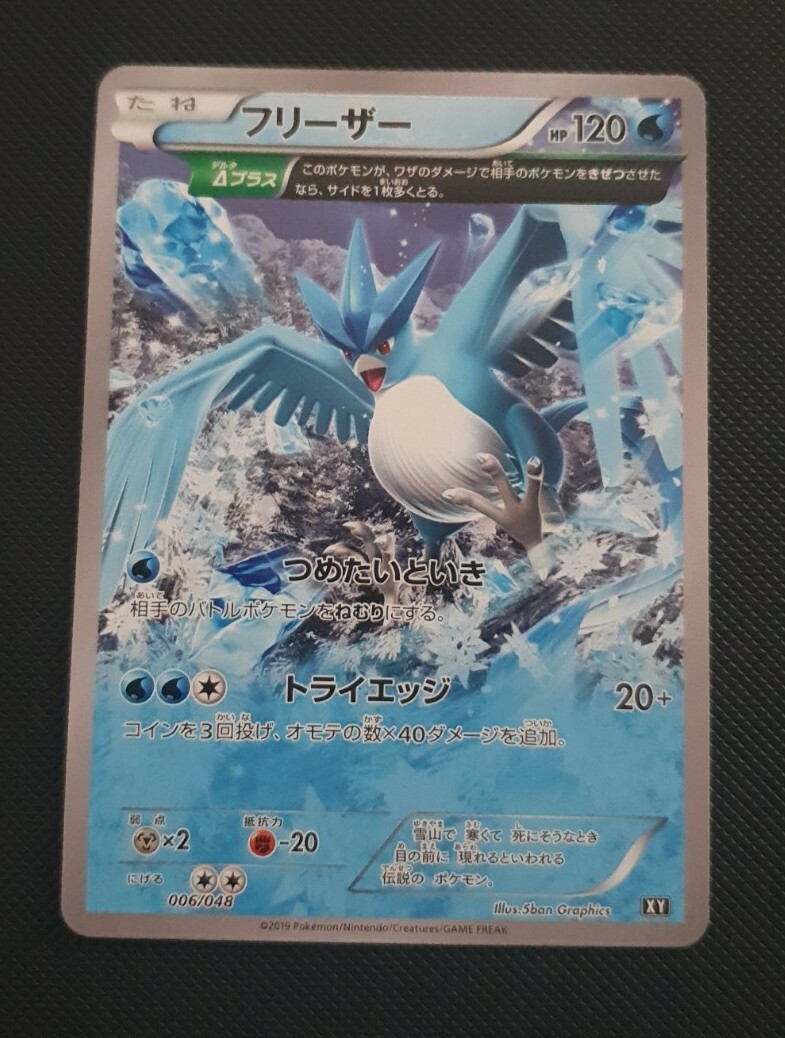 たね フリーザー HP 120
デルタ
Δプラス
このポケモンが、ワザのダメージで相手のポケモンをきぜつさせた
なら、サイドを1枚多くとる。
つめたいといき
相手のバトルポケモンをねむりにする。
トライエッジ 20+
コインを3回投げ、オモテの数×40ダメージを追加。
弱点 ×2 抵抗力 -20
にげる
雪山で 寒くて 死にそうなとき
目の前に 現れるといわれる
伝説の ポケモン。
006/048 Illus.5ban Graphics XY
©2019 Pokémon/Nintendo/Creatures/GAME FREAK